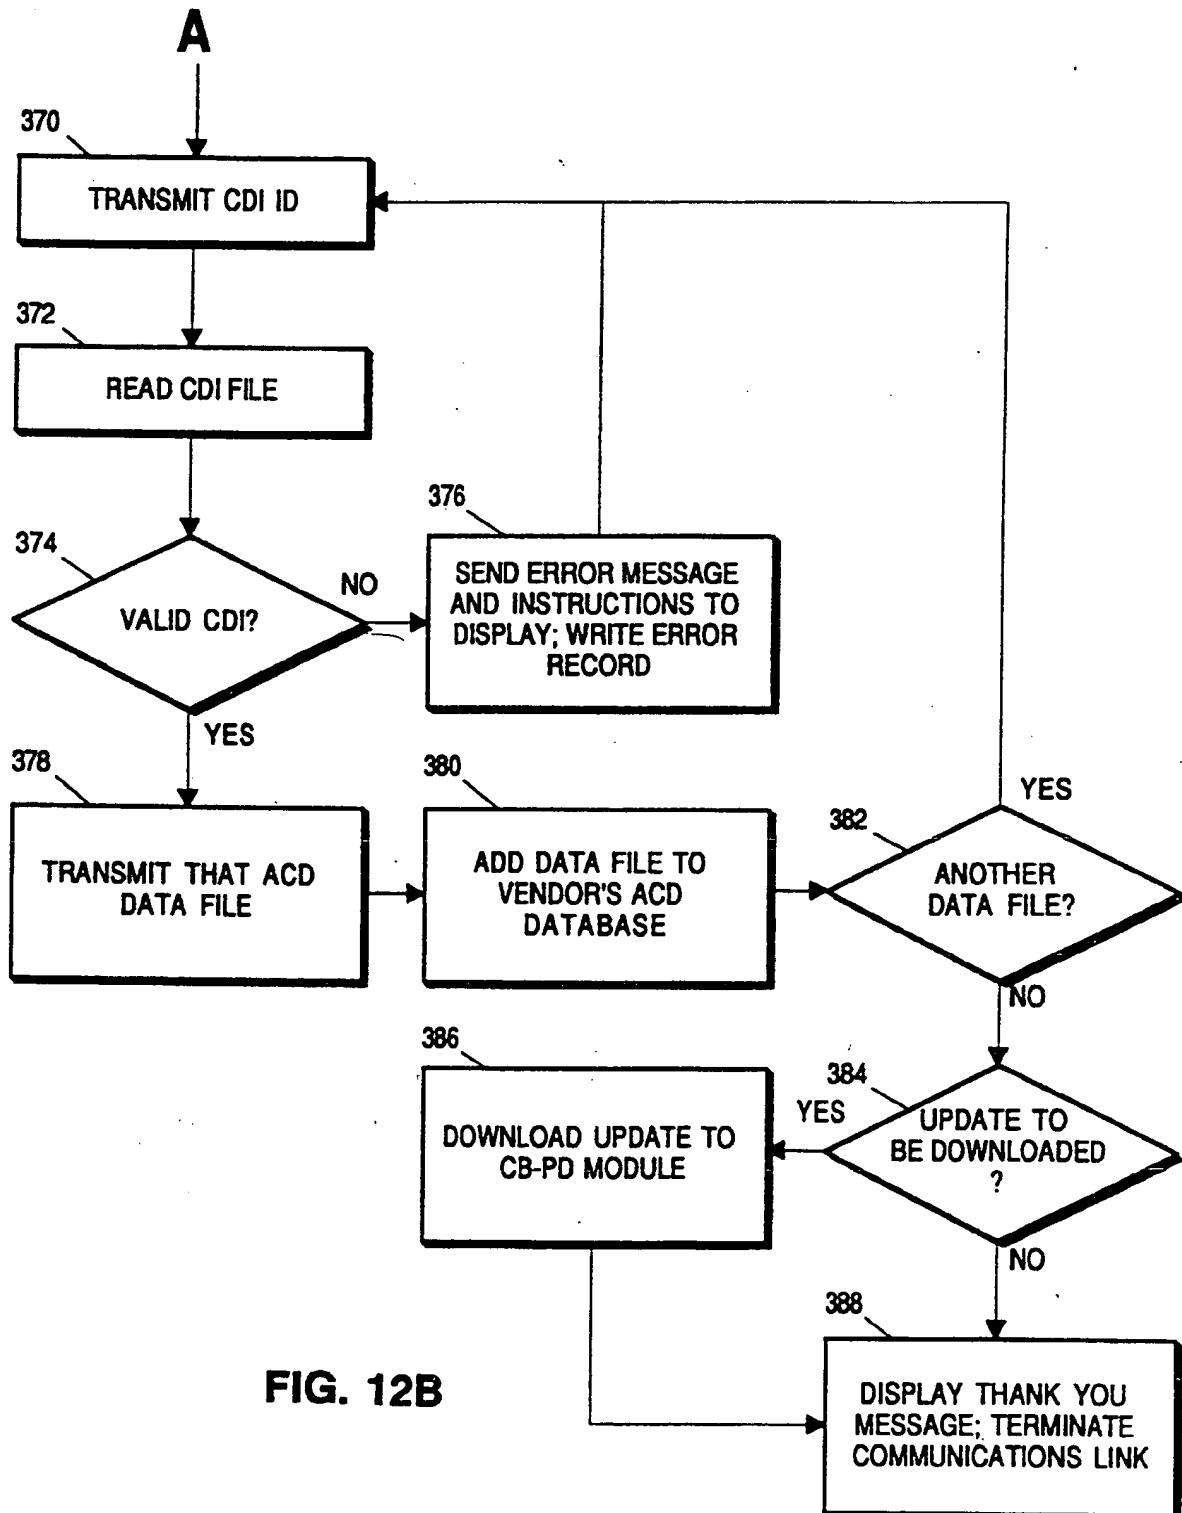 A
370
TRANSMIT CDI ID
372
READ CDI FILE
374
VALID CDI?
NO
YES
376
SEND ERROR MESSAGE
AND INSTRUCTIONS TO
DISPLAY; WRITE ERROR
RECORD
378
TRANSMIT THAT ACD
DATA FILE
380
ADD DATA FILE TO
VENDOR'S ACD
DATABASE
382
YES
ANOTHER
DATA FILE?
NO
384
YES
UPDATE TO
BE DOWNLOADED
?
NO
386
DOWNLOAD UPDATE TO
CB-PD MODULE
388
DISPLAY THANK YOU
MESSAGE; TERMINATE
COMMUNICATIONS LINK
FIG. 12B